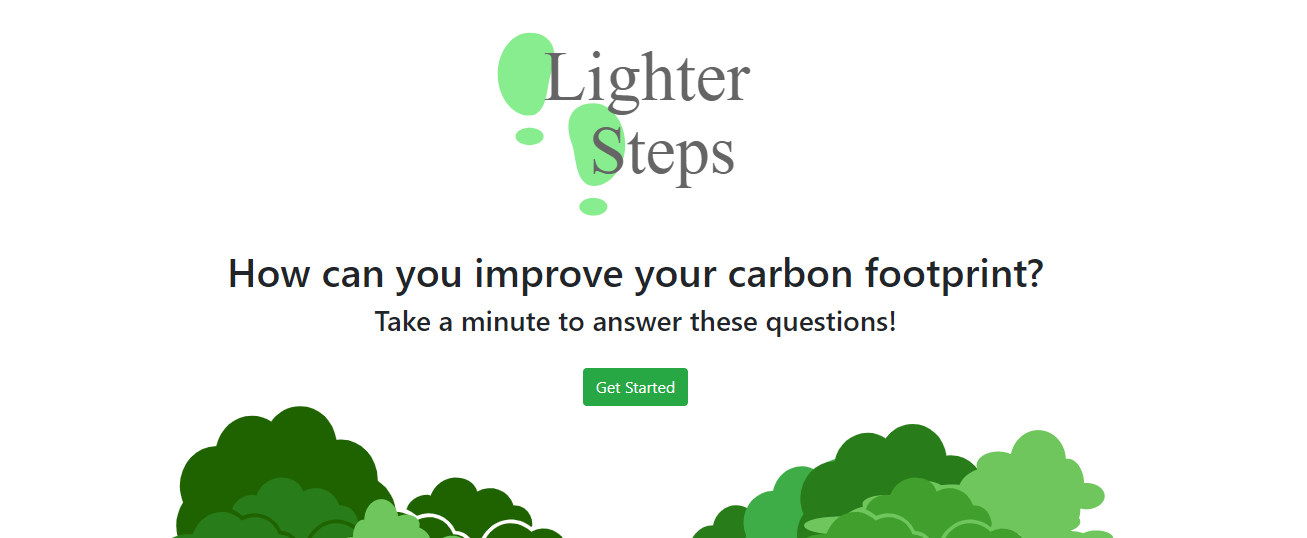 Lighter
Steps
How can you improve your carbon footprint?
Take a minute to answer these questions!
Get Started